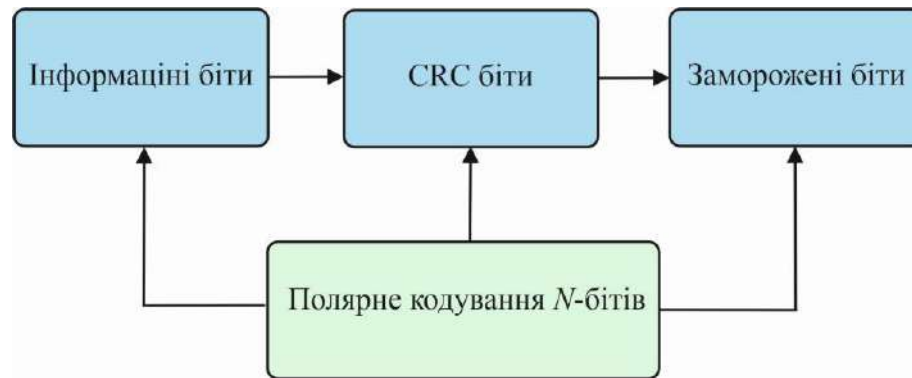 Інформаціні біти
CRC біти
Заморожені біти
Полярне кодування N-бітів